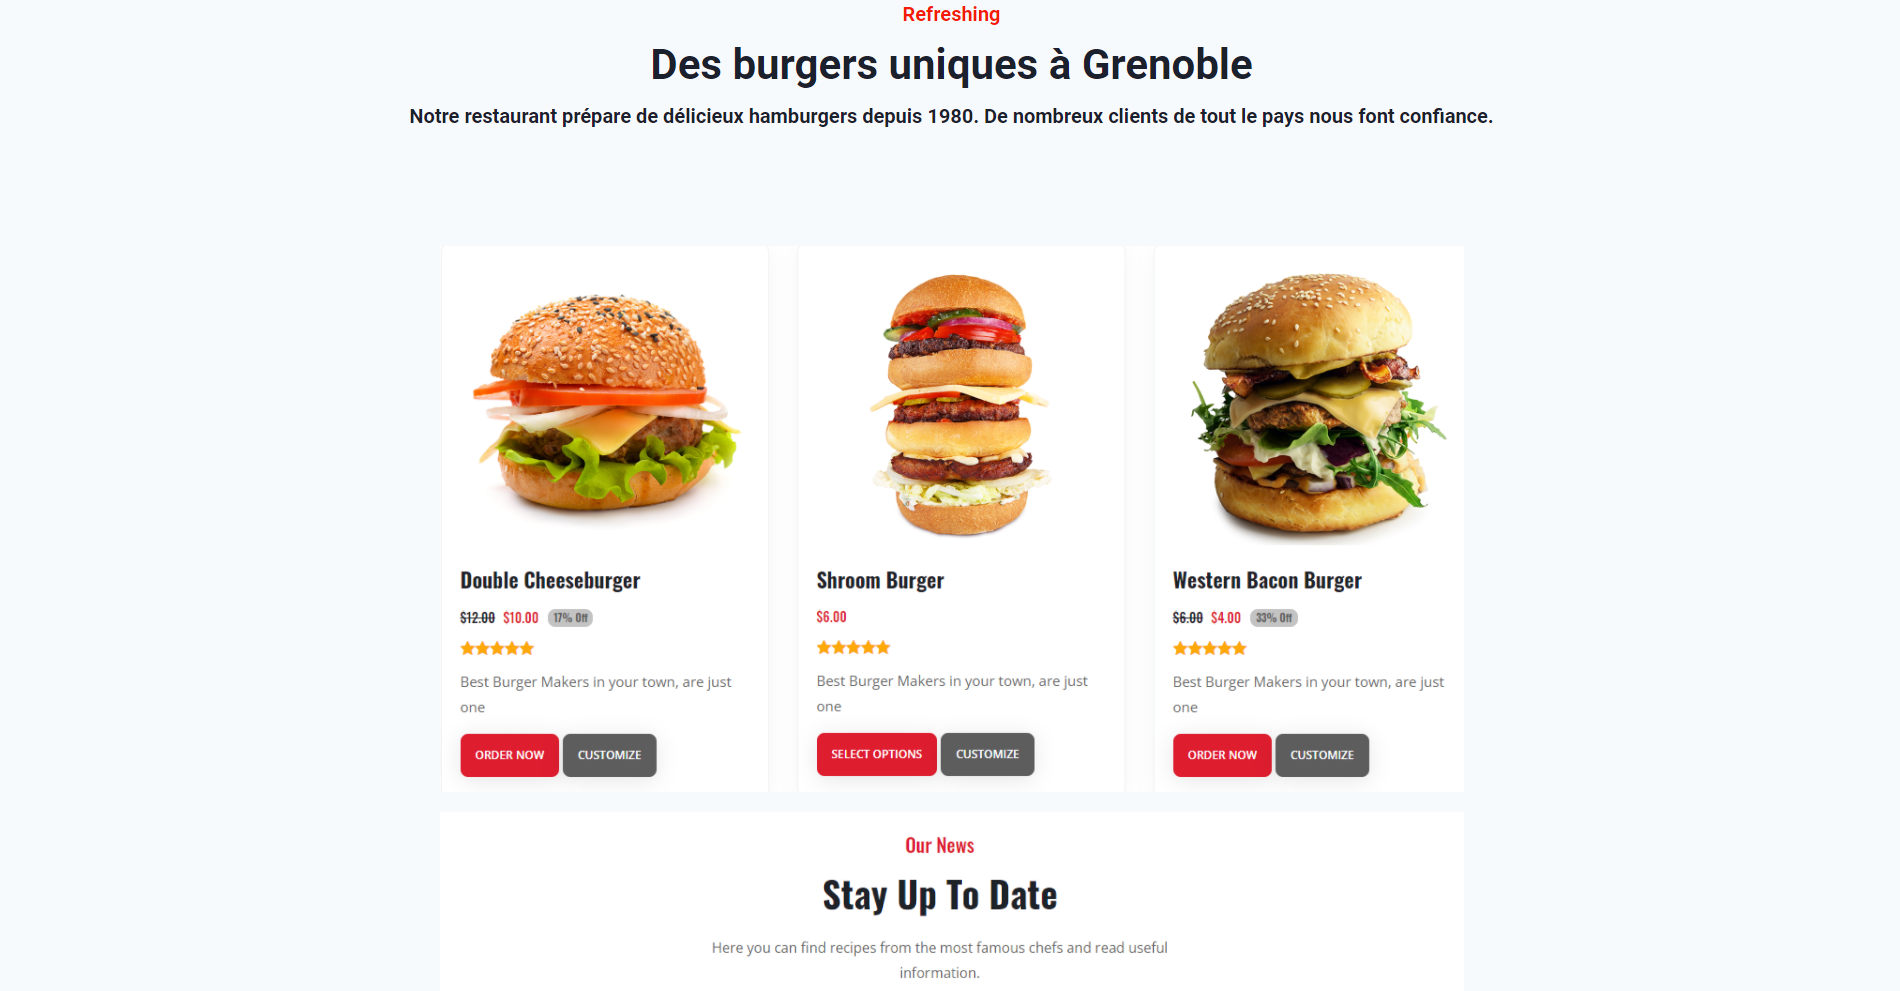 Refreshing
Des burgers uniques à Grenoble
Notre restaurant prépare de délicieux hamburgers depuis 1980. De nombreux clients de tout le pays nous font confiance.
Double Cheeseburger
$12.00 $10.00 17% Off
Best Burger Makers in your town, are just
one
ORDER NOW CUSTOMIZE
Shroom Burger
$6.00
Best Burger Makers in your town, are just
one
SELECT OPTIONS CUSTOMIZE
Western Bacon Burger
$6.00 $4.00 33% Off
Best Burger Makers in your town, are just
one
ORDER NOW CUSTOMIZE
Our News
Stay Up To Date
Here you can find recipes from the most famous chefs and read useful
information.